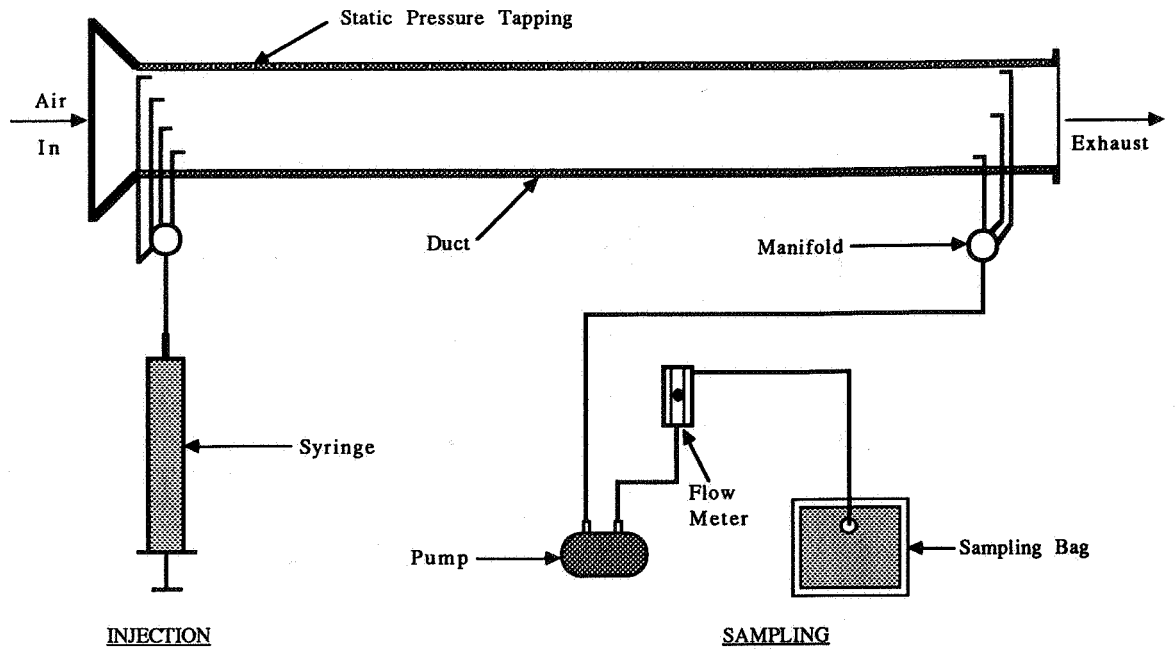 Static Pressure Tapping
Air
In
Exhaust
Duct
Manifold
Syringe
Flow
Meter
Pump
Sampling Bag
INJECTION
SAMPLING